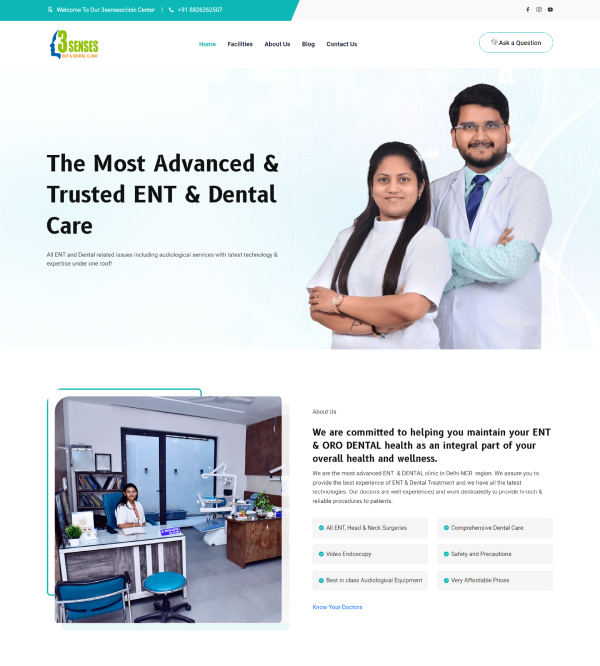 Welcome To Our 3sensesclinic Center | +91 8826262507
3 SENSES
ENT & DENTAL CLINIC
Home Facilities About Us Blog Contact Us
Ask a Question
The Most Advanced &
Trusted ENT & Dental
Care
All ENT and Dental related issues including audiological services with latest technology &
expertise under one roof!
About Us
We are committed to helping you maintain your ENT
& ORO DENTAL health as an integral part of your
overall health and wellness.
We are the most advanced ENT & DENTAL clinic in Delhi-NCR region. We assure you to
provide the best experience of ENT & Dental Treatment and we have all the latest
technologies. Our doctors are well experienced and work dedicatedly to provide hi-tech &
reliable procedures to patients.
All ENT, Head & Neck Surgeries
Comprehensive Dental Care
Video Endoscopy
Safety and Precautions
Best in class Audiological Equipment
Very Affordable Prices
Know Your Doctors